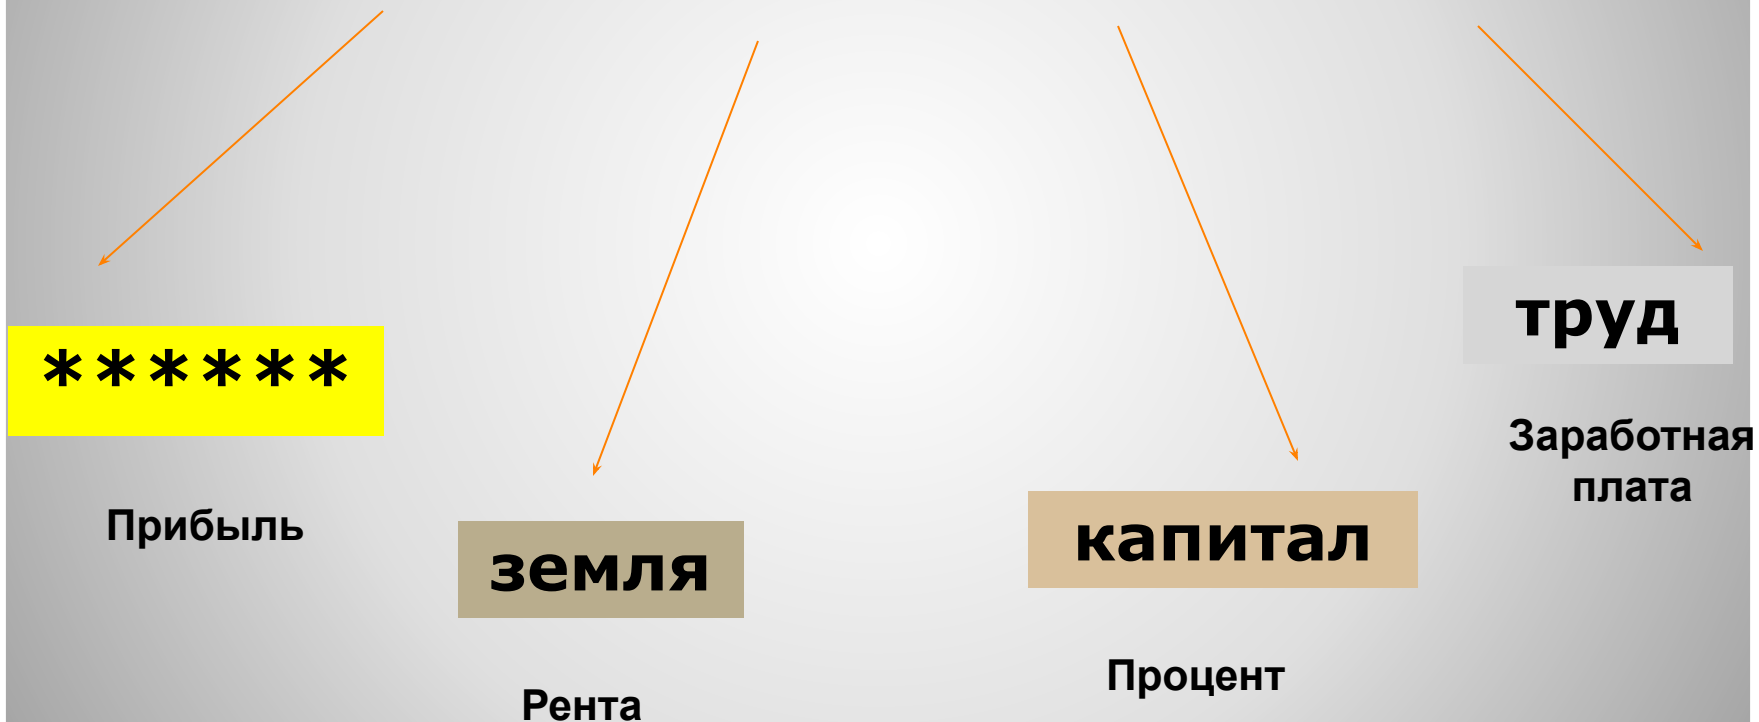 ******
Прибыль
земля
Рента
капитал
Процент
труд
Заработная
плата